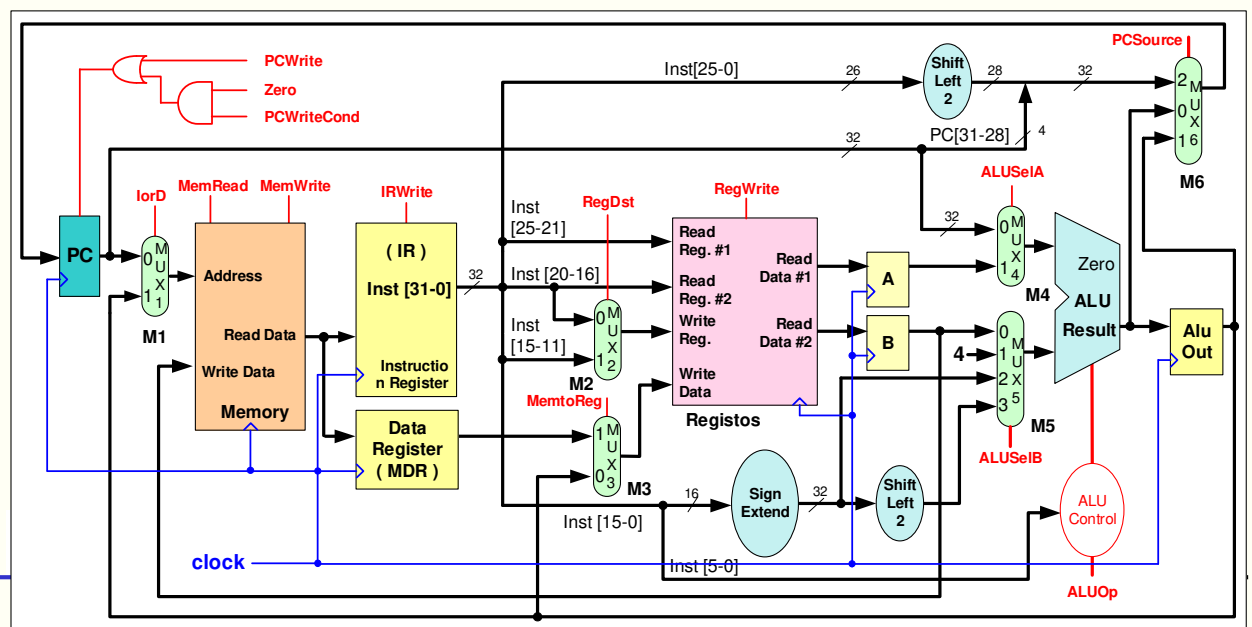 PCWrite
Zero
PCWriteCond
PCSource
Inst[25-0]
26
Shift
Left
2
28
32
2
0
1
M
U
X
6
M6
32
PC[31-28]
4
IorD
MemRead
MemWrite
IRWrite
RegDst
RegWrite
ALUSelA
PC
0
1
M
U
X
1
M1
Address
Read Data
Write Data
Memory
( IR )
Inst [31-0]
Instructio
n Register
32
Data
Register
( MDR )
Inst
[25-21]
Inst [20-16]
Inst
[15-11]
0
1
M
U
X
2
M2
MemtoReg
1
0
M
U
X
3
M3
Read
Reg. #1
Read
Reg. #2
Write
Reg.
Write
Data
Read
Data #1
Read
Data #2
Registos
A
B
32
0
1
M
U
X
4
M4
0
4
1
2
3
M
U
X
5
M5
ALUSelB
Zero
ALU
Result
Alu
Out
16
Inst [15-0]
Sign
Extend
32
Shift
Left
2
ALU
Control
ALUOp
Inst [5-0]
clock